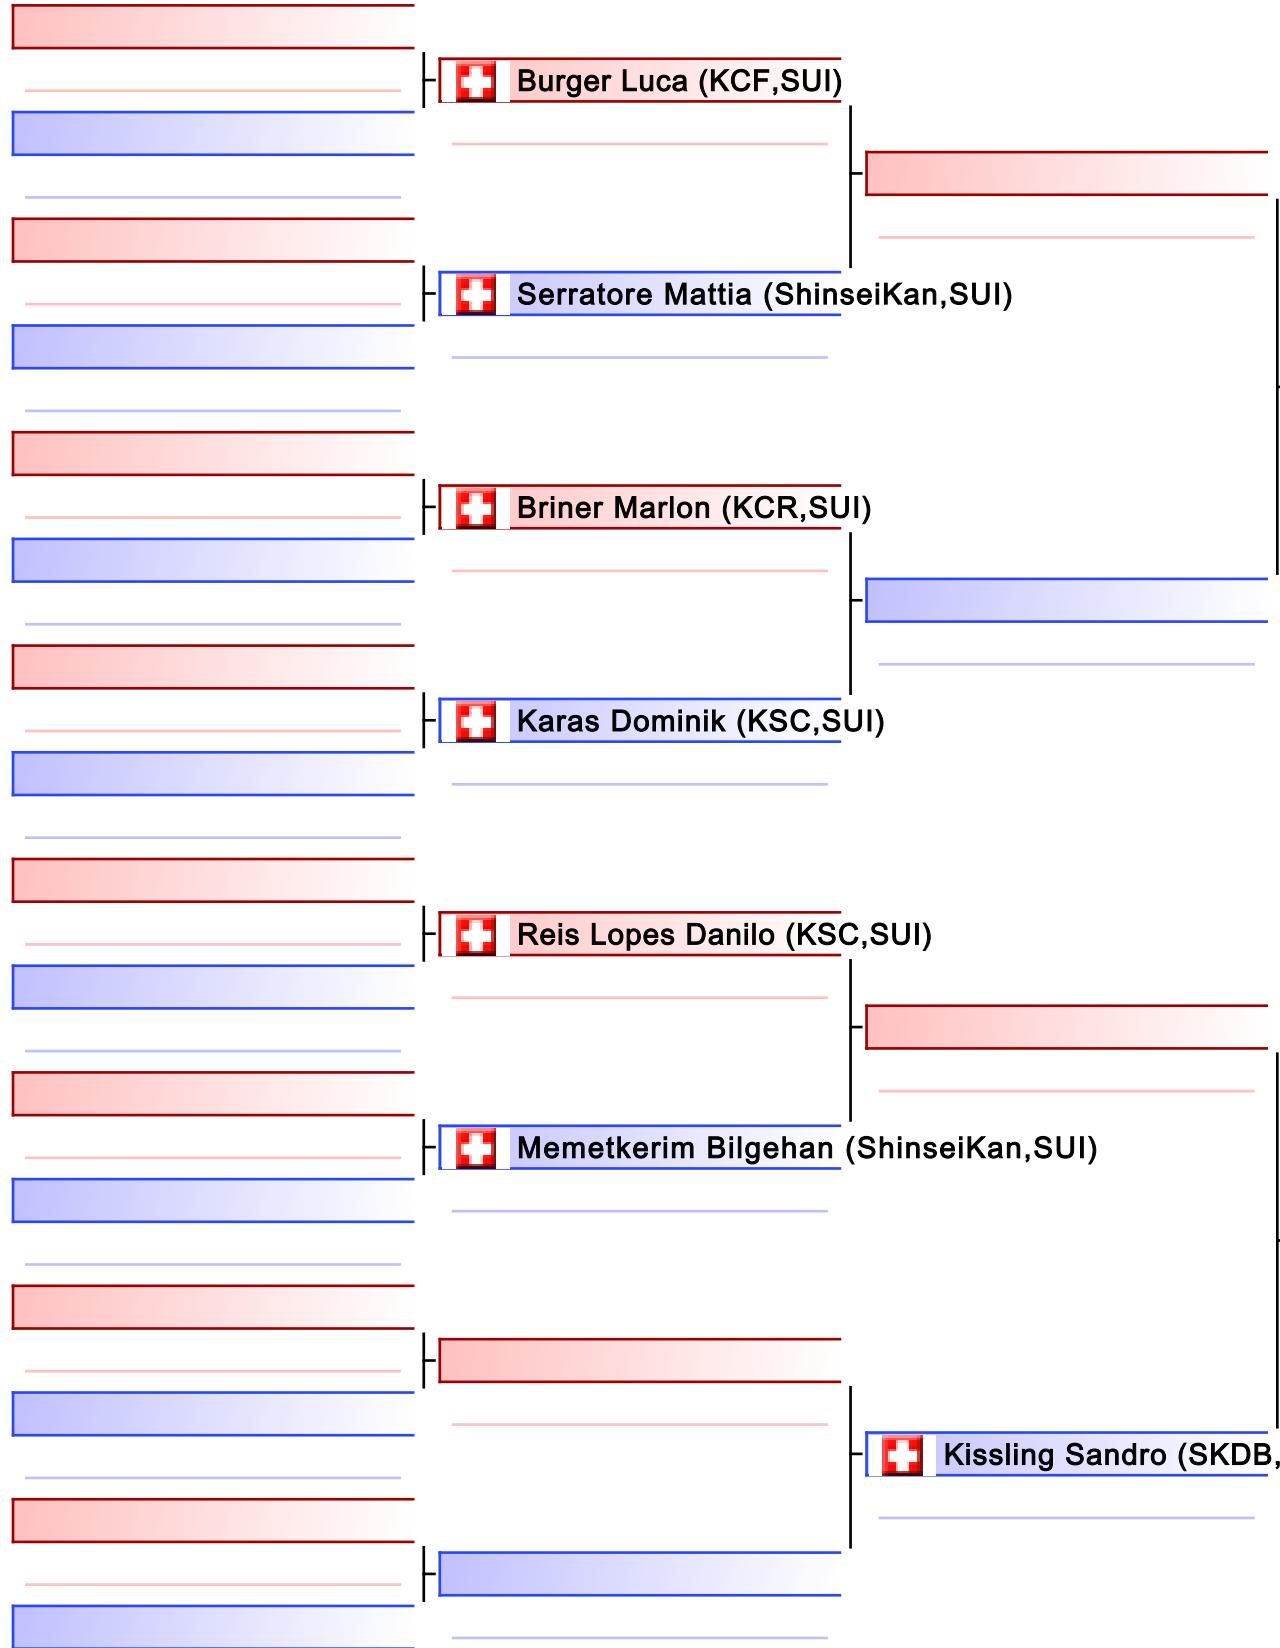 Burger Luca (KCF,SUI)
Serratore Mattia (ShinseiKan,SUI)
Briner Marlon (KCR,SUI)
Karas Dominik (KSC,SUI)
Reis Lopes Danilo (KSC,SUI)
Memetkerim Bilgehan (ShinseiKan,SUI)
Kissling Sandro (SKDB,